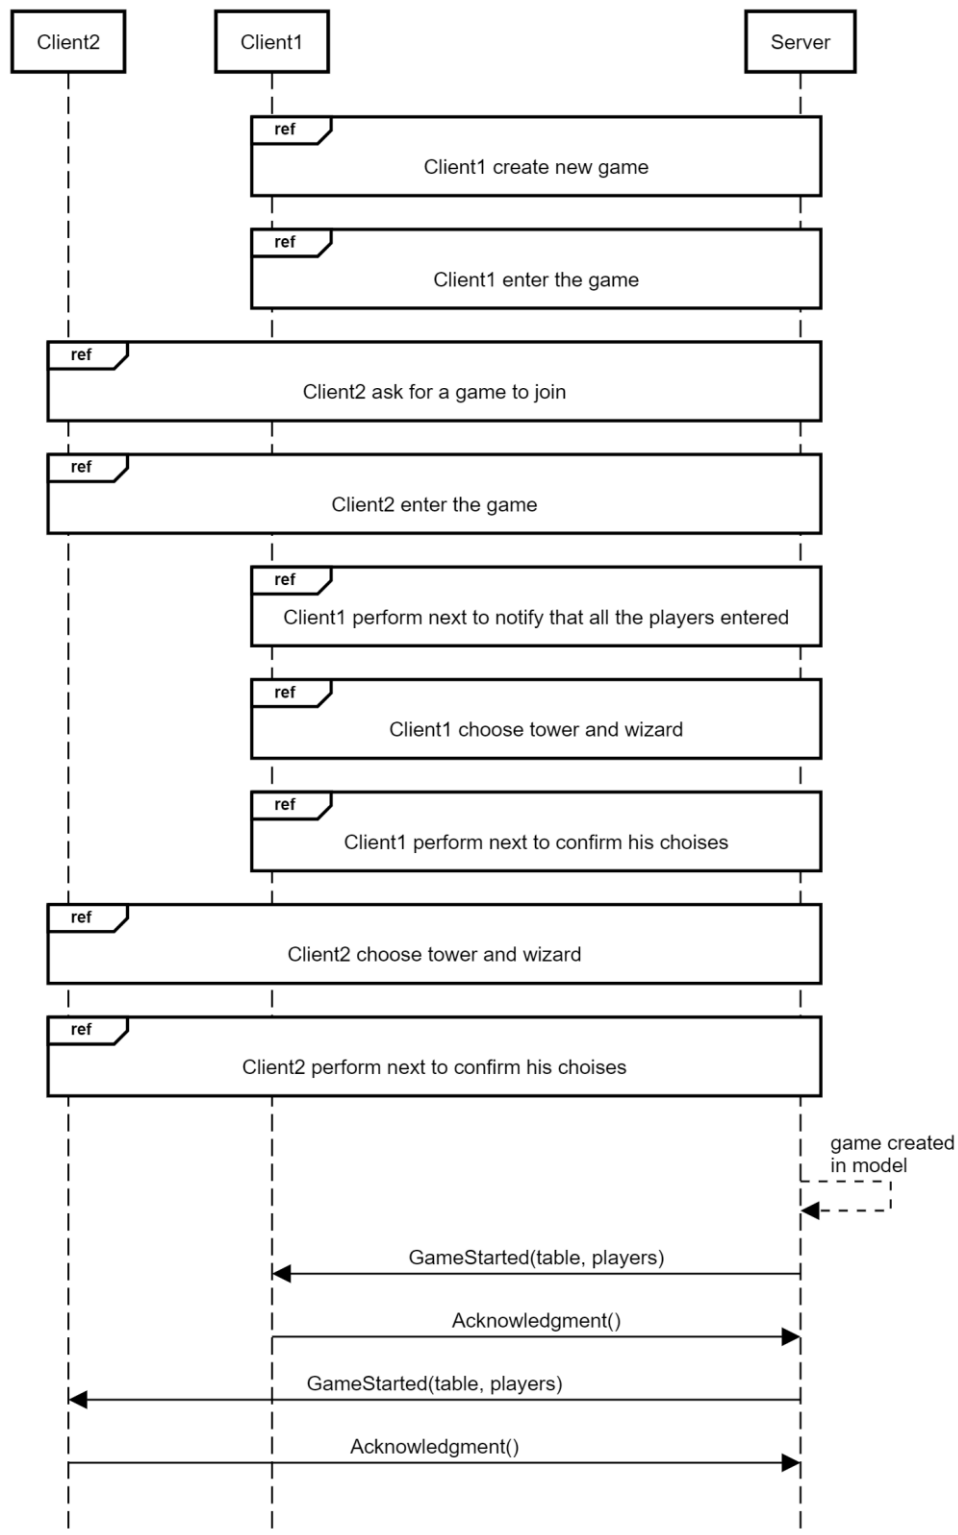 Client2
Client1
Server
ref
Client1 create new game
ref
Client1 enter the game
ref
Client2 ask for a game to join
ref
Client2 enter the game
ref
Client1 perform next to notify that all the players entered
ref
Client1 choose tower and wizard
ref
Client1 perform next to confirm his choises
ref
Client2 choose tower and wizard
ref
Client2 perform next to confirm his choises
game created
in model
GameStarted(table, players)
Acknowledgment()
GameStarted(table, players)
Acknowledgment()